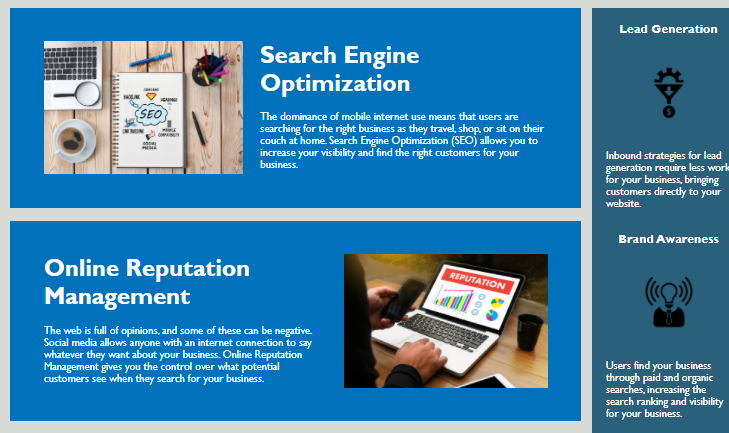 Search Engine
Optimization
The dominance of mobile internet use means that users are
searching for the right business as they travel, shop, or sit on their
couch at home. Search Engine Optimization (SEO) allows you to
increase your visibility and find the right customers for your
business.
SEO
CONTENT
BACKLINK
LINK BUILDING
SOCIAL
MEDIA
MOBILE
Online Reputation
Management
The web is full of opinions, and some of these can be negative.
Social media allows anyone with an internet connection to say
whatever they want about your business. Online Reputation
Management gives you the control over what potential
customers see when they search for your business.
REPUTATION
Lead Generation
$
Inbound strategies for lead
generation require less work
for your business, bringing
customers directly to your
website.
Brand Awareness
Users find your business
through paid and organic
searches, increasing the
search ranking and visibility
for your business.